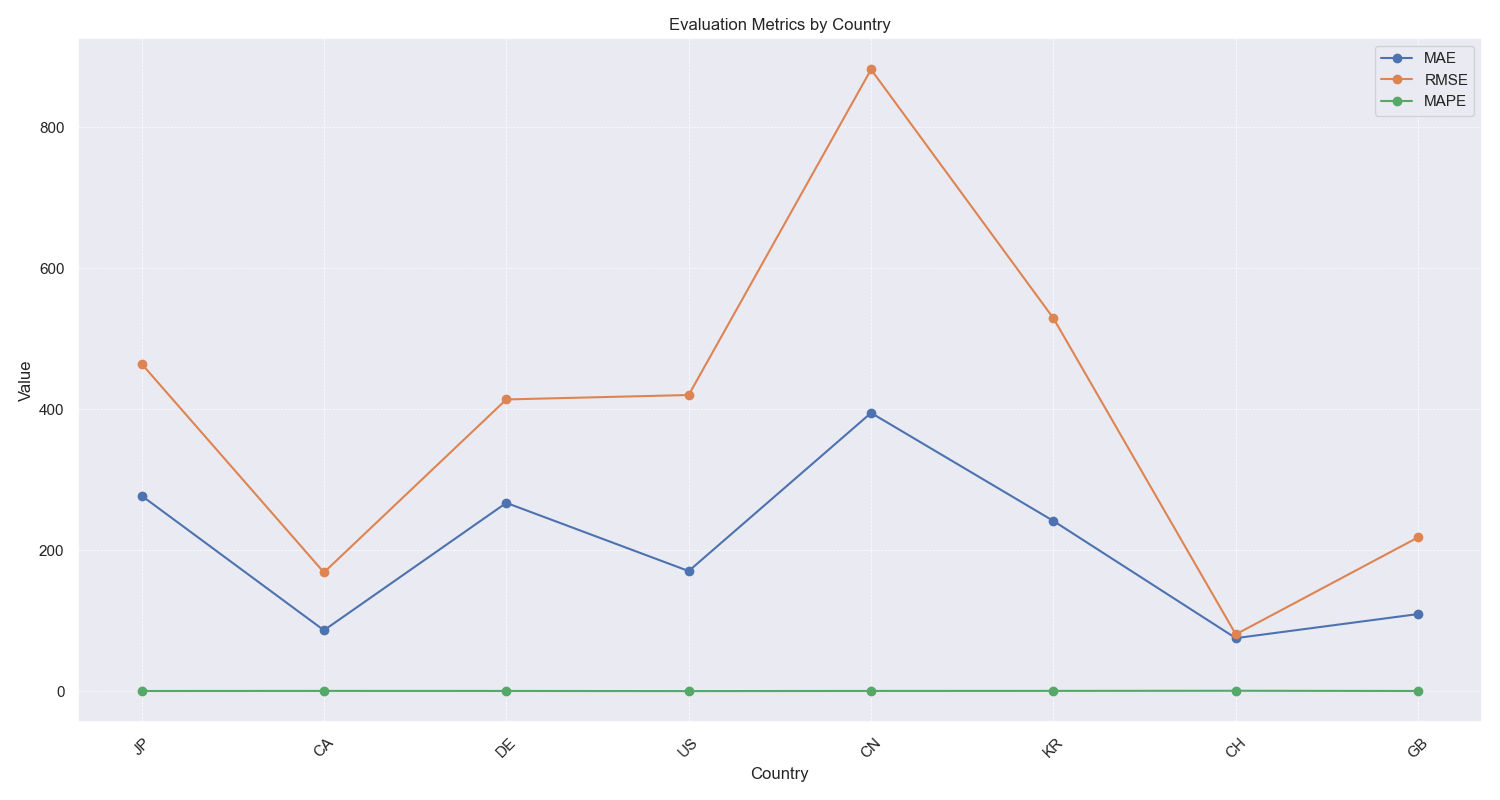 Evaluation Metrics by Country
MAE
RMSE
MAPE
800
600
400
200
0
Value
JP
CA
DE
US
CN
KR
CH
GB
Country